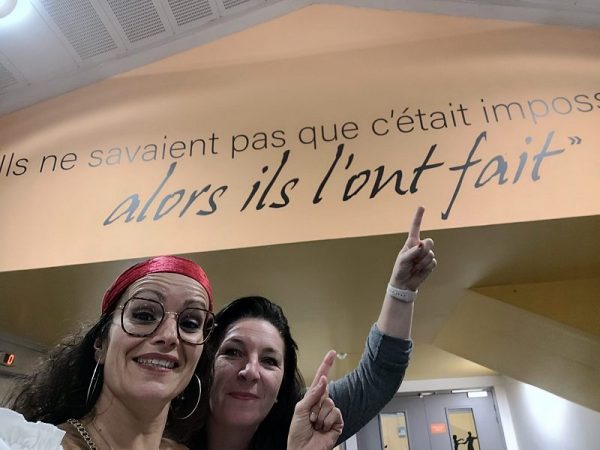 Ils ne savaient pas que c'était imposs
alors ils l'ont fait"